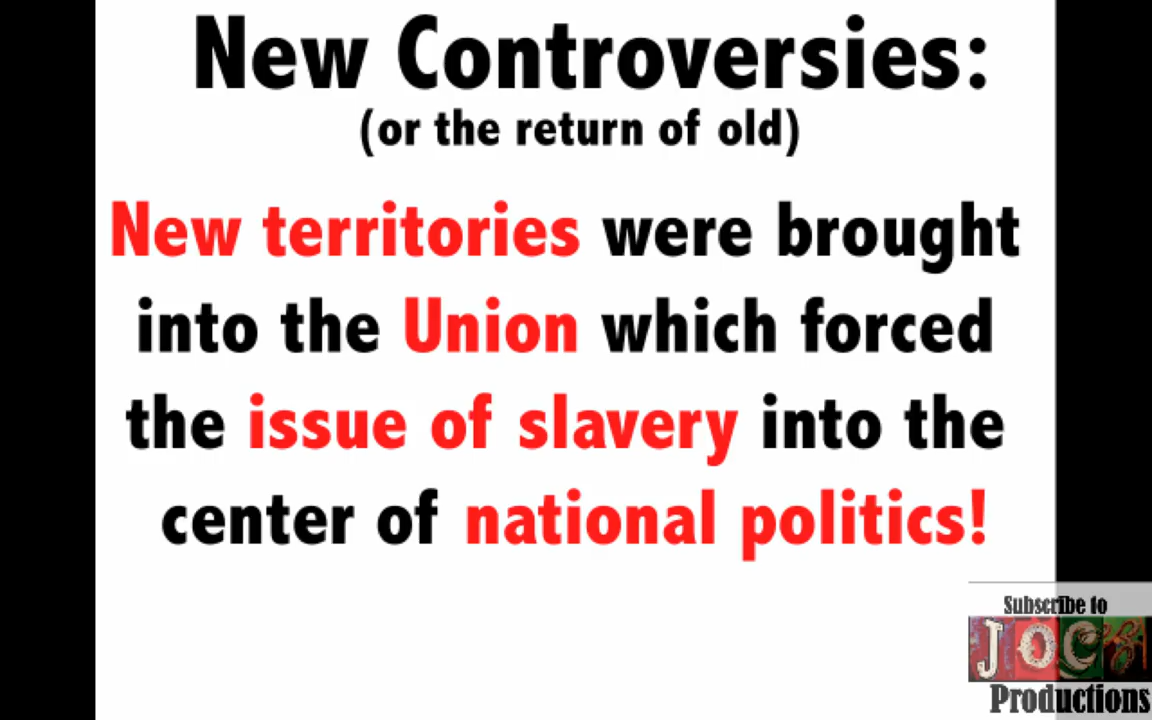 New Controversies:
(or the return of old)
New territories were brought
into the Union which forced
the issue of slavery into the
center of national politics!
Subscribe to
JOCZ
Productions